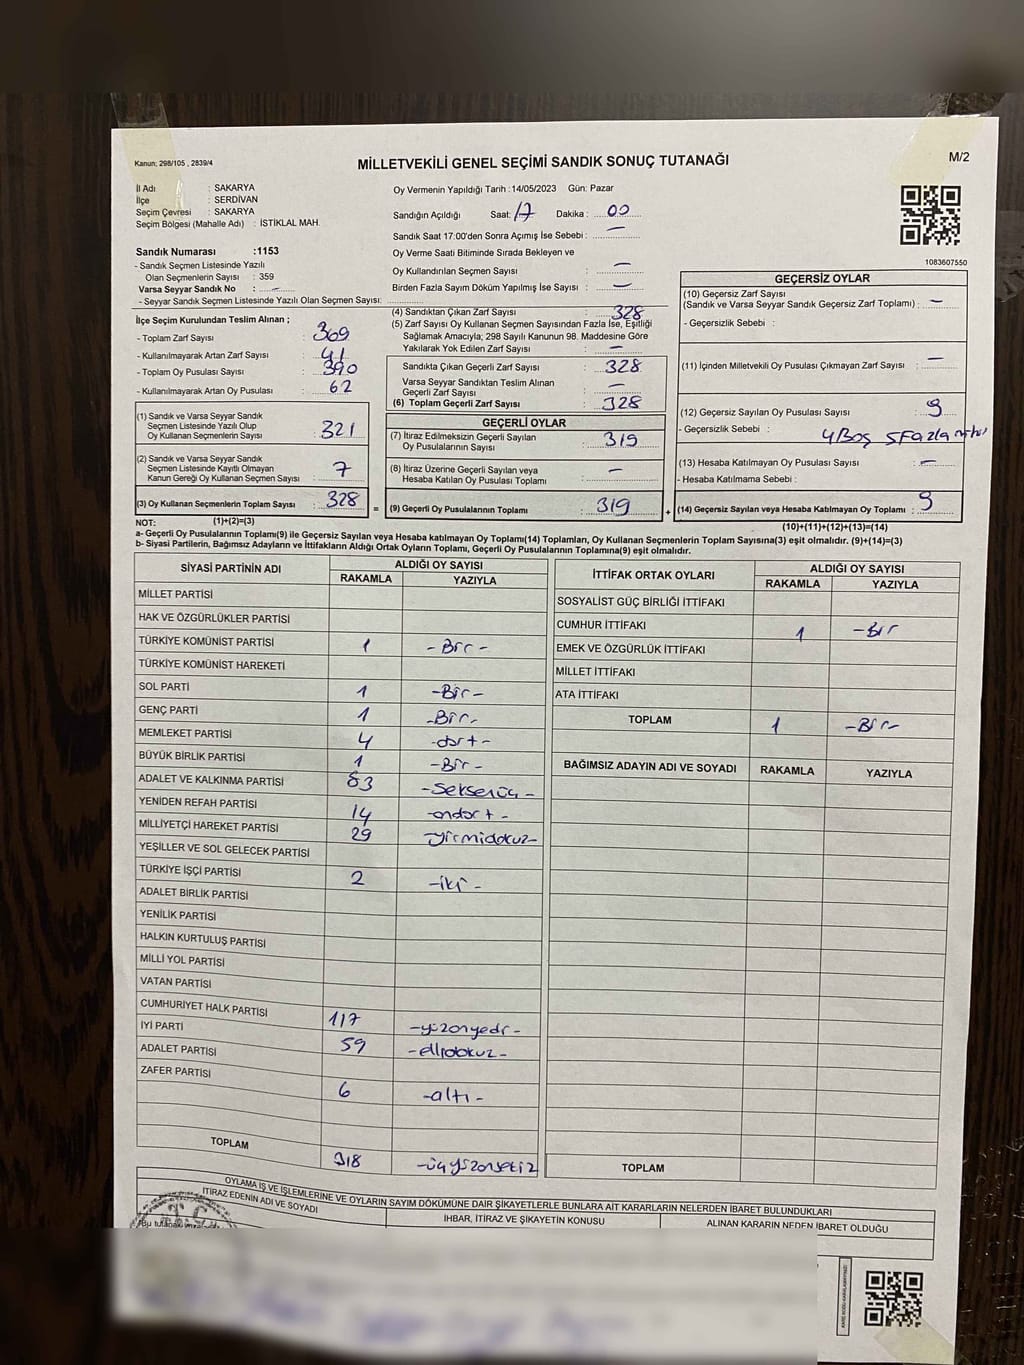 Kanun; 298/105 , 2839/4
MİLLETVEKİLİ GENEL SEÇİMİ SANDIK SONUÇ TUTANAĞI
M/2
İl Adı : SAKARYA
İlçe : SERDİVAN
Seçim Çevresi : SAKARYA
Seçim Bölgesi (Mahalle Adı) : İSTİKLAL MAH.
Sandık Numarası :1153
- Sandık Seçmen Listesinde Yazılı
Olan Seçmenlerin Sayısı : 359
Varsa Seyyar Sandık No : -
- Seyyar Sandık Seçmen Listesinde Yazılı Olan Seçmen Sayısı:
Oy Vermenin Yapıldığı Tarih :14/05/2023 Gün: Pazar
Sandığın Açıldığı Saat: 17 Dakika : 00
Sandık Saat 17:00'den Sonra Açımış İse Sebebi : -
Oy Verme Saati Bitiminde Sırada Bekleyen ve
Oy Kullandırılan Seçmen Sayısı : -
Birden Fazla Sayım Döküm Yapılmış İse Sayısı : -
1083607550
İlçe Seçim Kurulundan Teslim Alınan ;
- Toplam Zarf Sayısı : 369
- Kullanılmayarak Artan Zarf Sayısı : 41
- Toplam Oy Pusulası Sayısı : 390
- Kullanılmayarak Artan Oy Pusulası : 62
(1) Sandık ve Varsa Seyyar Sandık
Seçmen Listesinde Yazılı Olup
Oy Kullanan Seçmenlerin Sayısı : 321
(2) Sandık ve Varsa Seyyar Sandık
Seçmen Listesinde Kayıtlı Olmayan
Kanun Gereği Oy Kullanan Seçmen Sayısı : 7
(3) Oy Kullanan Seçmenlerin Toplam Sayısı : 328
(1)+(2)=(3)
(4) Sandıktan Çıkan Zarf Sayısı : 328
(5) Zarf Sayısı Oy Kullanan Seçmen Sayısından Fazla İse, Eşitliği
Sağlamak Amacıyla; 298 Sayılı Kanunun 98. Maddesine Göre
Yakılarak Yok Edilen Zarf Sayısı : -
Sandıkta Çıkan Geçerli Zarf Sayısı : 328
Varsa Seyyar Sandıktan Teslim Alınan
Geçerli Zarf Sayısı : -
(6) Toplam Geçerli Zarf Sayısı : 328
GEÇERLİ OYLAR
(7) İtiraz Edilmeksizin Geçerli Sayılan
Oy Pusulalarının Sayısı : 319
(8) İtiraz Üzerine Geçerli Sayılan veya
Hesaba Katılan Oy Pusulası Toplamı : -
= (9) Geçerli Oy Pusulalarının Toplamı : 319 +
GEÇERSİZ OYLAR
(10) Geçersiz Zarf Sayısı
(Sandık ve Varsa Seyyar Sandık Geçersiz Zarf Toplamı) : -
- Geçersizlik Sebebi :
(11) İçinden Milletvekili Oy Pusulası Çıkmayan Zarf Sayısı : -
(12) Geçersiz Sayılan Oy Pusulası Sayısı : 9
- Geçersizlik Sebebi : 4 Boş 5 Fazla
(13) Hesaba Katılmayan Oy Pusulası Sayısı : -
- Hesaba Katılmama Sebebi :
(14) Geçersiz Sayılan veya Hesaba Katılmayan Oy Toplamı : 9
(10)+(11)+(12)+(13)=(14)
NOT:
a- Geçerli Oy Pusulalarının Toplamı(9) ile Geçersiz Sayılan veya Hesaba katılmayan Oy Toplamı(14) Toplamları, Oy Kullanan Seçmenlerin Toplam Sayısına(3) eşit olmalıdır. (9)+(14)=(3)
b- Siyasi Partilerin, Bağımsız Adayların ve İttifakların Aldığı Ortak Oyların Toplamı, Geçerli Oy Pusulalarının Toplamına(9) eşit olmalıdır.
SİYASİ PARTİNİN ADI ALDIĞI OY SAYISI
RAKAMLA YAZIYLA
MİLLET PARTİSİ
HAK VE ÖZGÜRLÜKLER PARTİSİ
TÜRKİYE KOMÜNİST PARTİSİ 1 - Bir -
TÜRKİYE KOMÜNİST HAREKETİ
SOL PARTİ 1 -Bir-
GENÇ PARTİ 1 -Bir-
MEMLEKET PARTİSİ 4 -dört-
BÜYÜK BİRLİK PARTİSİ 1 -Bir-
ADALET VE KALKINMA PARTİSİ 83 -Seksenüç-
YENİDEN REFAH PARTİSİ 14 -ondört-
MİLLİYETÇİ HAREKET PARTİSİ 29 -yirmidokuz-
YEŞİLLER VE SOL GELECEK PARTİSİ
TÜRKİYE İŞÇİ PARTİSİ 2 -iki-
ADALET BİRLİK PARTİSİ
YENİLİK PARTİSİ
HALKIN KURTULUŞ PARTİSİ
MİLLİ YOL PARTİSİ
VATAN PARTİSİ
CUMHURİYET HALK PARTİSİ 117 -yüzonyedi-
İYİ PARTİ 59 -ellidokuz-
ADALET PARTİSİ
ZAFER PARTİSİ 6 -altı-
TOPLAM 318 -üçyüzonsekiz
İTTİFAK ORTAK OYLARI ALDIĞI OY SAYISI
RAKAMLA YAZIYLA
SOSYALİST GÜÇ BİRLİĞİ İTTİFAKI
CUMHUR İTTİFAKI 1 -Bir
EMEK VE ÖZGÜRLÜK İTTİFAKI
MİLLET İTTİFAKI
ATA İTTİFAKI
TOPLAM 1 -Bir-
BAĞIMSIZ ADAYIN ADI VE SOYADI RAKAMLA YAZIYLA
TOPLAM
OYLAMA İŞ VE İŞLEMLERİNE VE OYLARIN SAYIM DÖKÜMÜNE DAİR ŞİKAYETLERLE BUNLARA AİT KARARLARIN NELERDEN İBARET BULUNDUKLARI
İTİRAZ EDENİN ADI VE SOYADI
İHBAR, İTİRAZ VE ŞİKAYETİN KONUSU
ALINAN KARARIN NEDEN İBARET OLDUĞU
T.C.